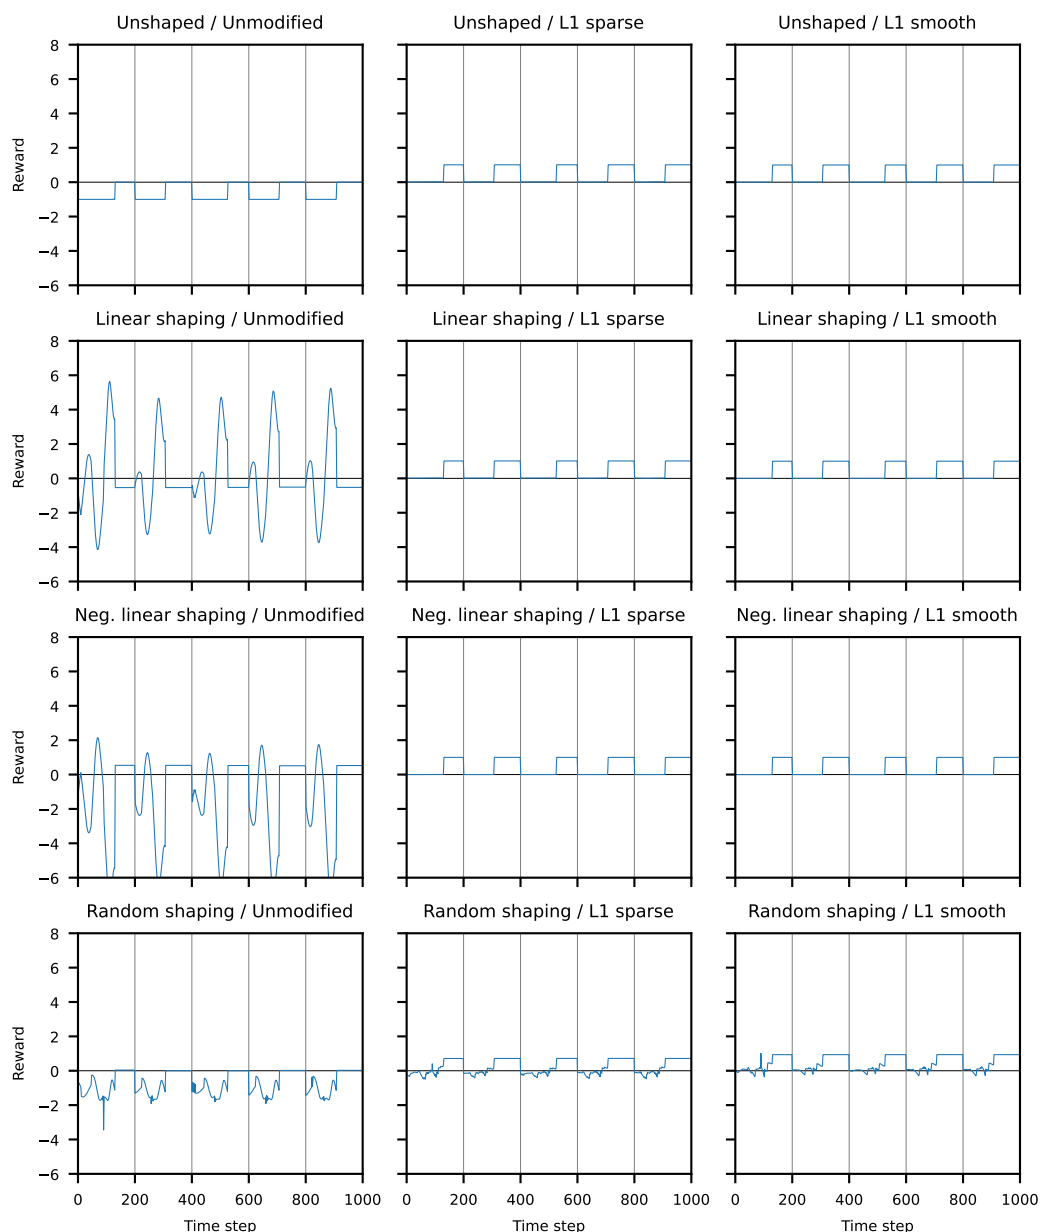 Unshaped / Unmodified
Unshaped / L1 sparse
Unshaped / L1 smooth
8
6
4
2
0
−2
−4
−6
Reward
Linear shaping / Unmodified
Linear shaping / L1 sparse
Linear shaping / L1 smooth
8
6
4
2
0
−2
−4
−6
Reward
Neg. linear shaping / Unmodified
Neg. linear shaping / L1 sparse
Neg. linear shaping / L1 smooth
8
6
4
2
0
−2
−4
−6
Reward
Random shaping / Unmodified
Random shaping / L1 sparse
Random shaping / L1 smooth
8
6
4
2
0
−2
−4
−6
Reward
0 200 400 600 800 1000
0 200 400 600 800 1000
0 200 400 600 800 1000
Time step
Time step
Time step